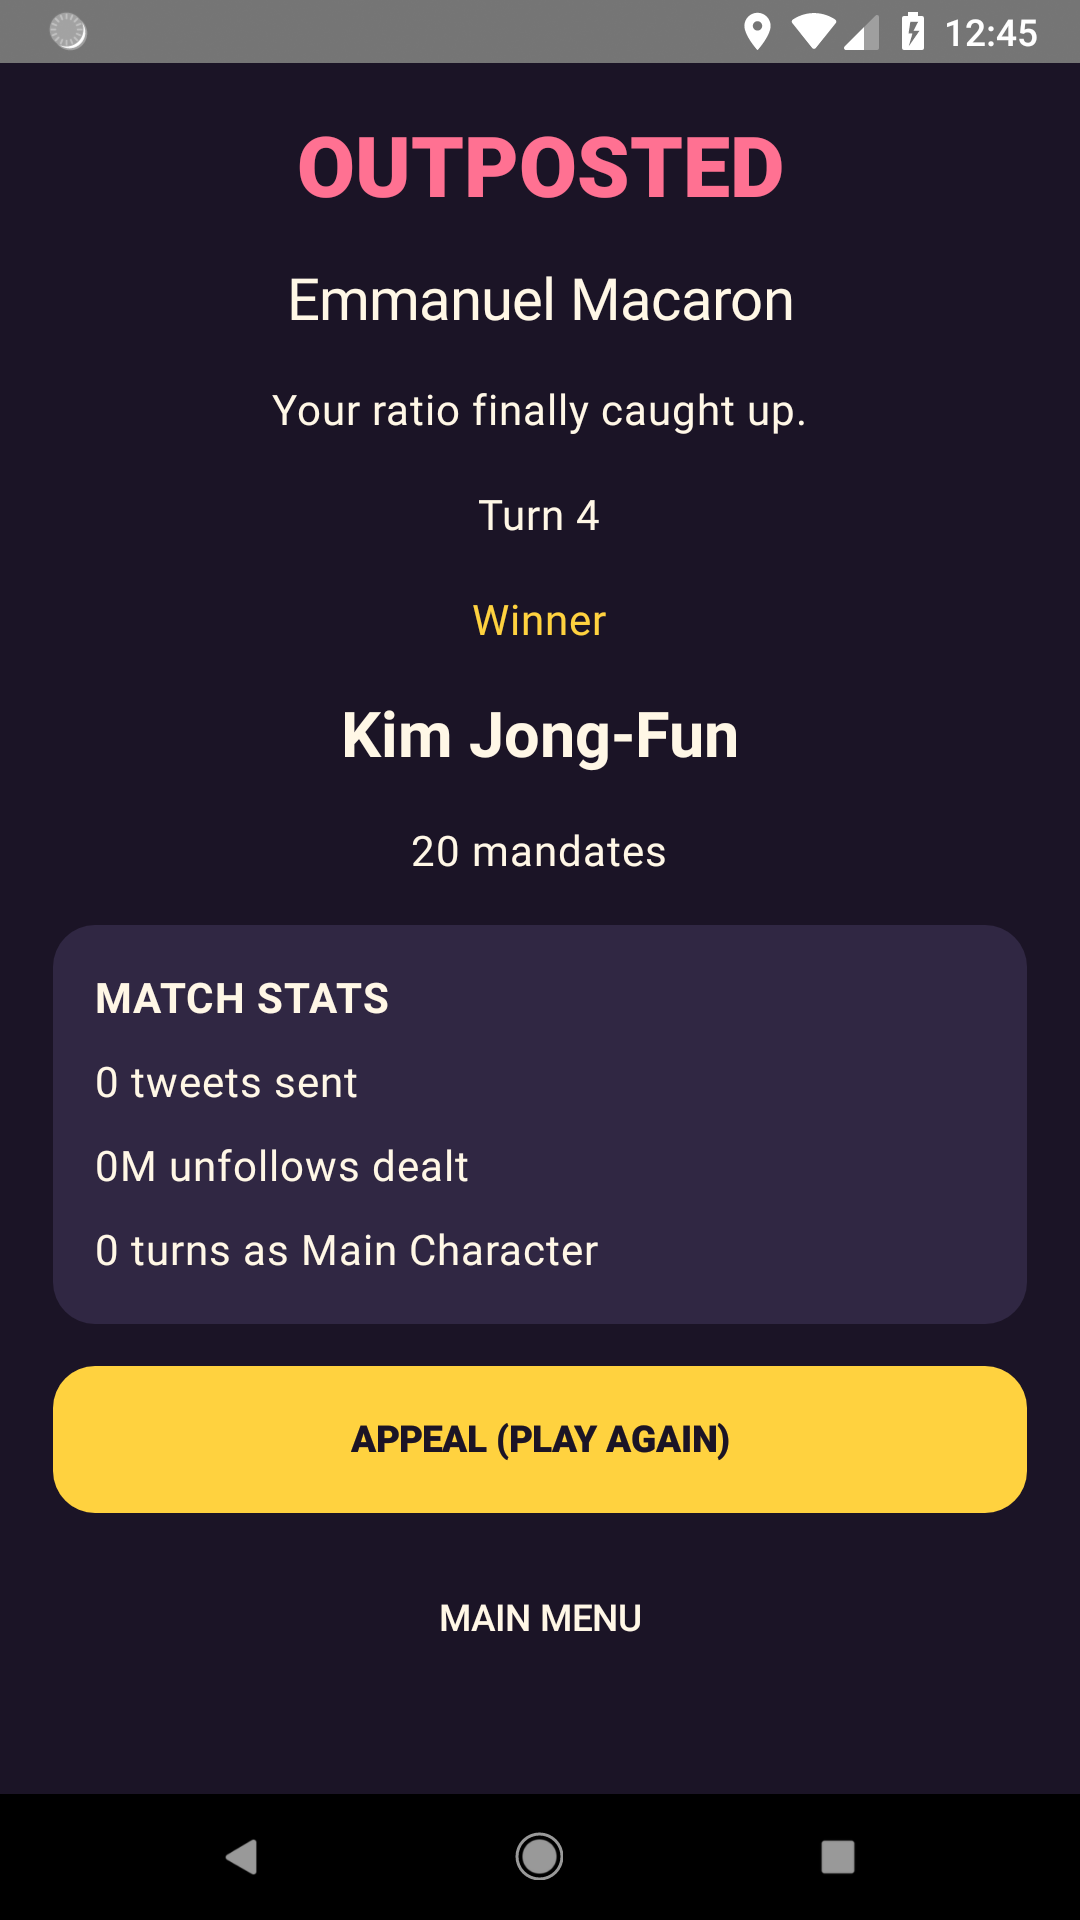 12:45
OUTPOSTED
Emmanuel Macaron
Your ratio finally caught up.
Turn 4
Winner
Kim Jong-Fun
20 mandates
MATCH STATS
0 tweets sent
0M unfollows dealt
0 turns as Main Character
APPEAL (PLAY AGAIN)
MAIN MENU